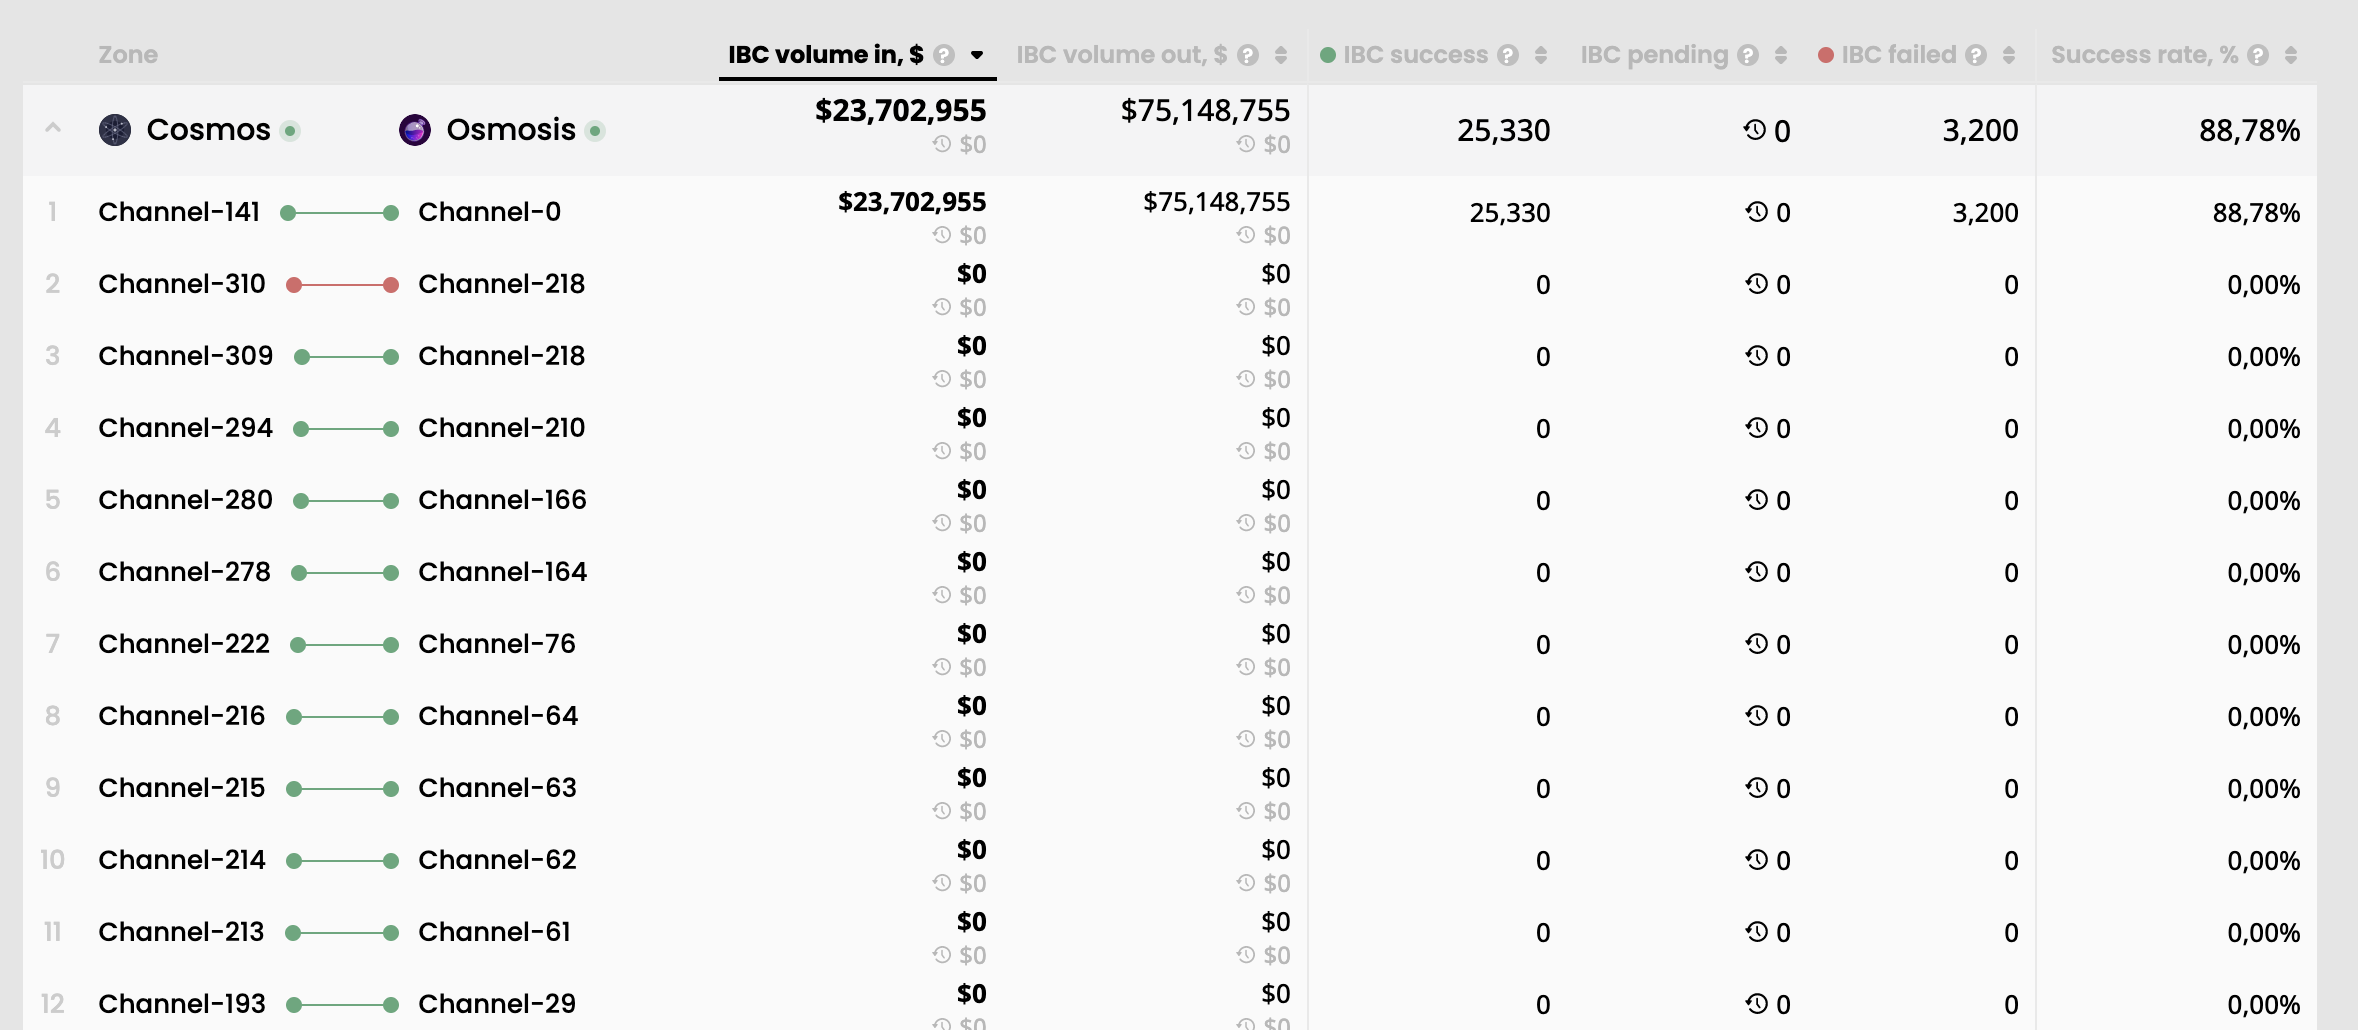 Zone IBC volume in, $ ? IBC volume out, $ ? IBC success ? IBC pending ? IBC failed ? Success rate, % ?
Cosmos Osmosis $23,702,955 $75,148,755 25,330 0 3,200 88,78%
$0 $0
1 Channel-141 Channel-0 $23,702,955 $75,148,755 25,330 0 3,200 88,78%
$0 $0
2 Channel-310 Channel-218 $0 $0 0 0 0 0,00%
$0 $0
3 Channel-309 Channel-218 $0 $0 0 0 0 0,00%
$0 $0
4 Channel-294 Channel-210 $0 $0 0 0 0 0,00%
$0 $0
5 Channel-280 Channel-166 $0 $0 0 0 0 0,00%
$0 $0
6 Channel-278 Channel-164 $0 $0 0 0 0 0,00%
$0 $0
7 Channel-222 Channel-76 $0 $0 0 0 0 0,00%
$0 $0
8 Channel-216 Channel-64 $0 $0 0 0 0 0,00%
$0 $0
9 Channel-215 Channel-63 $0 $0 0 0 0 0,00%
$0 $0
10 Channel-214 Channel-62 $0 $0 0 0 0 0,00%
$0 $0
11 Channel-213 Channel-61 $0 $0 0 0 0 0,00%
$0 $0
12 Channel-193 Channel-29 $0 $0 0 0 0 0,00%
$0 $0